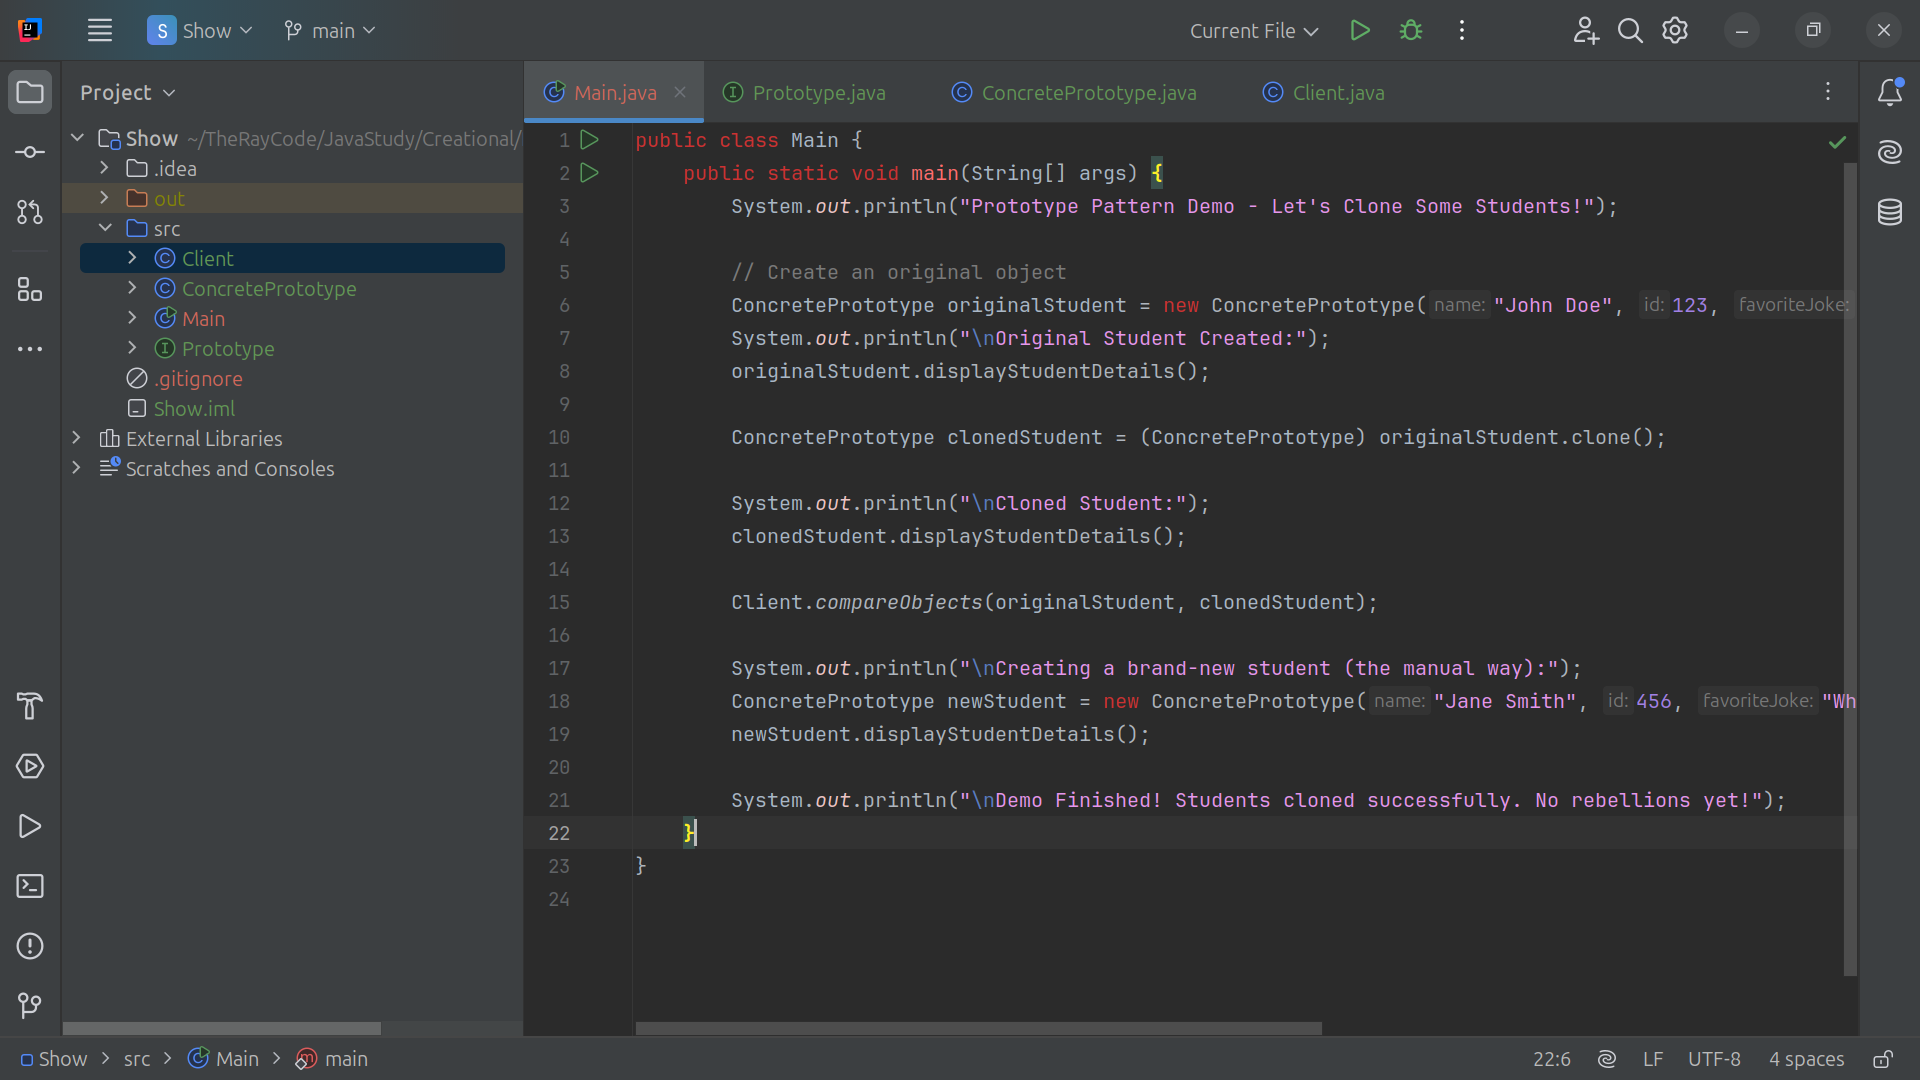 S Show main Current File
Project
Show ~/TheRayCode/JavaStudy/Creational/
.idea
out
src
Client
ConcretePrototype
Main
Prototype
.gitignore
Show.iml
External Libraries
Scratches and Consoles
Main.java Prototype.java ConcretePrototype.java Client.java
1 public class Main {
2 public static void main(String[] args) {
3 System.out.println("Prototype Pattern Demo - Let's Clone Some Students!");
4
5 // Create an original object
6 ConcretePrototype originalStudent = new ConcretePrototype( name: "John Doe", id: 123, favoriteJoke:
7 System.out.println("\nOriginal Student Created:");
8 originalStudent.displayStudentDetails();
9
10 ConcretePrototype clonedStudent = (ConcretePrototype) originalStudent.clone();
11
12 System.out.println("\nCloned Student:");
13 clonedStudent.displayStudentDetails();
14
15 Client.compareObjects(originalStudent, clonedStudent);
16
17 System.out.println("\nCreating a brand-new student (the manual way):");
18 ConcretePrototype newStudent = new ConcretePrototype( name: "Jane Smith", id: 456, favoriteJoke: "Wh
19 newStudent.displayStudentDetails();
20
21 System.out.println("\nDemo Finished! Students cloned successfully. No rebellions yet!");
22 }
23 }
24
Show src Main main 22:6 LF UTF-8 4 spaces